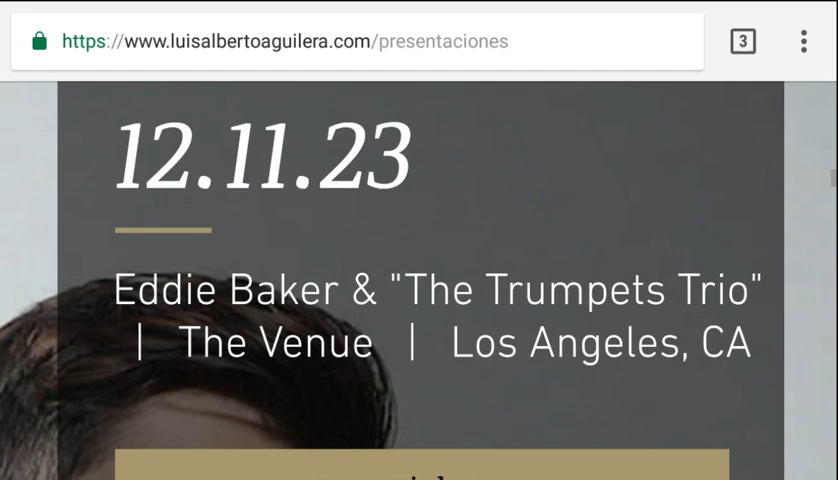 https://www.luisalbertoaguilera.com/presentaciones
3
12.11.23
Eddie Baker & "The Trumpets Trio"
| The Venue | Los Angeles, CA